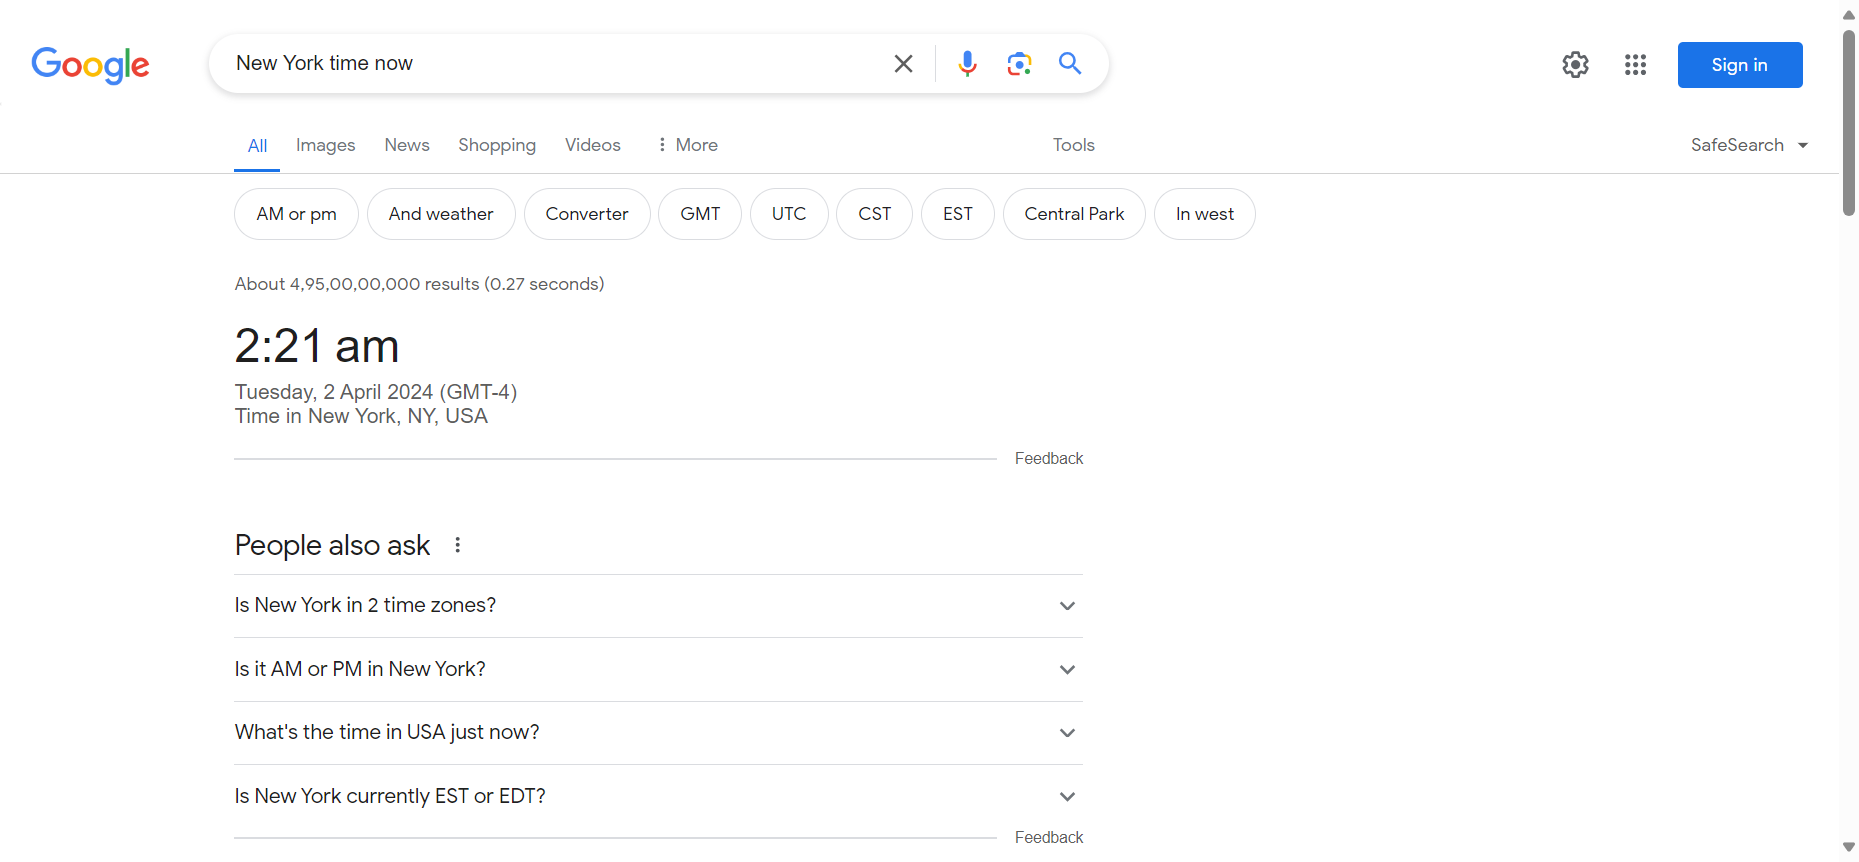 Google
New York time now
Sign in
All Images News Shopping Videos More Tools SafeSearch
AM or pm And weather Converter GMT UTC CST EST Central Park In west
About 4,95,00,00,000 results (0.27 seconds)
2:21 am
Tuesday, 2 April 2024 (GMT-4)
Time in New York, NY, USA
Feedback
People also ask
Is New York in 2 time zones?
Is it AM or PM in New York?
What's the time in USA just now?
Is New York currently EST or EDT?
Feedback